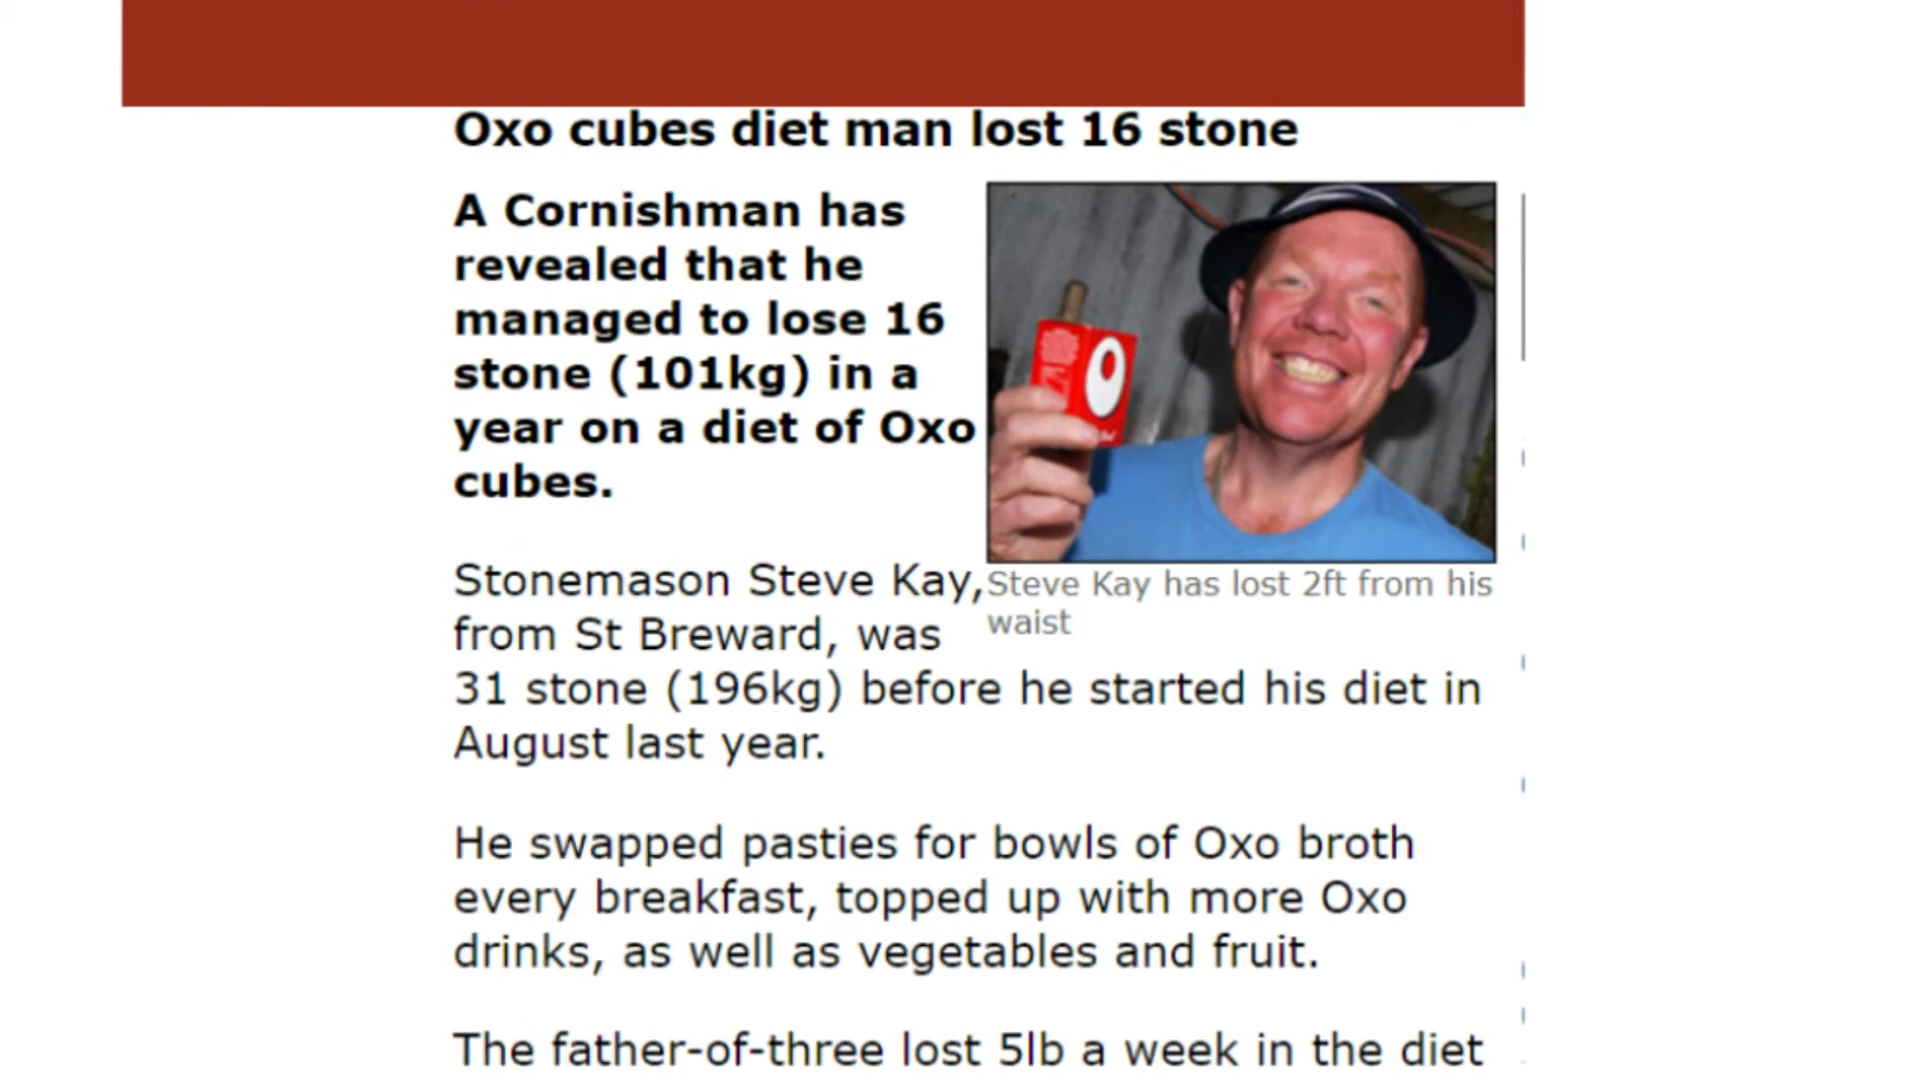 Oxo cubes diet man lost 16 stone
A Cornishman has
revealed that he
managed to lose 16
stone (101kg) in a
year on a diet of Oxo
cubes.
O
Steve Kay has lost 2ft from his
waist
Stonemason Steve Kay,
from St Breward, was
31 stone (196kg) before he started his diet in
August last year.
He swapped pasties for bowls of Oxo broth
every breakfast, topped up with more Oxo
drinks, as well as vegetables and fruit.
The father-of-three lost 5lb a week in the diet